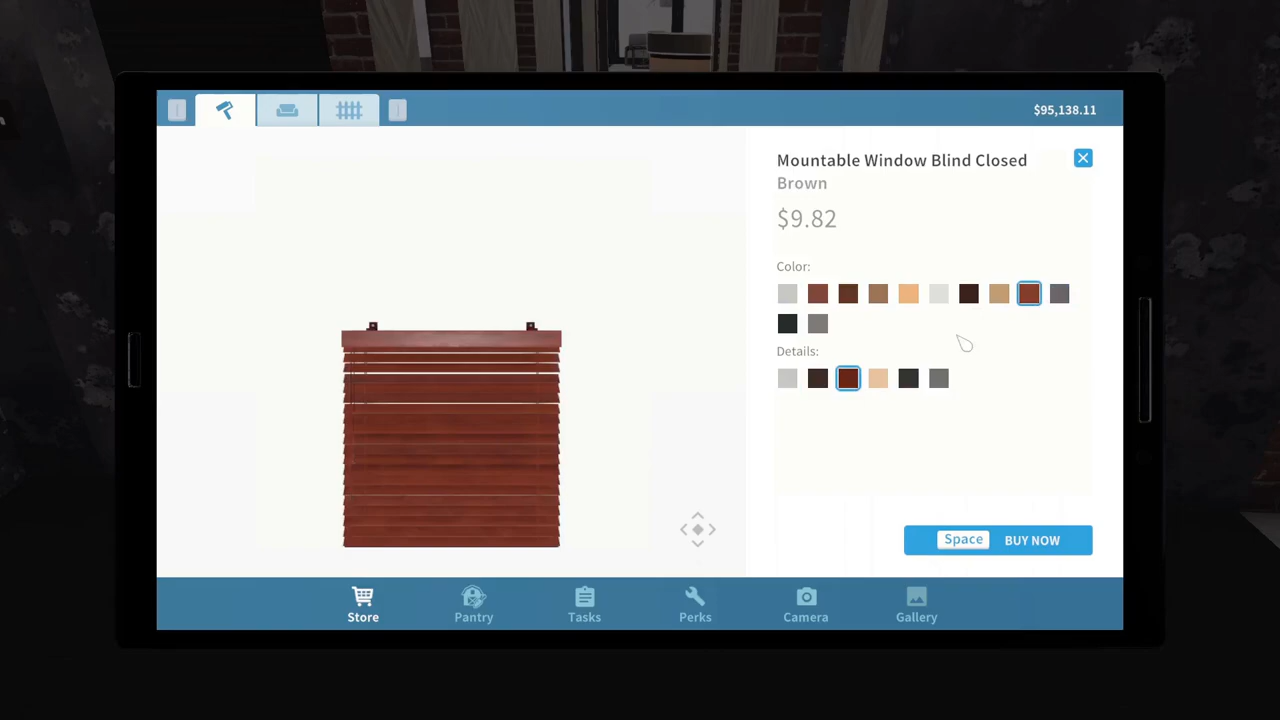 $95,138.11
Mountable Window Blind Closed
Brown
$9.82
Color:
Details:
Space BUY NOW
Store Pantry Tasks Perks Camera Gallery